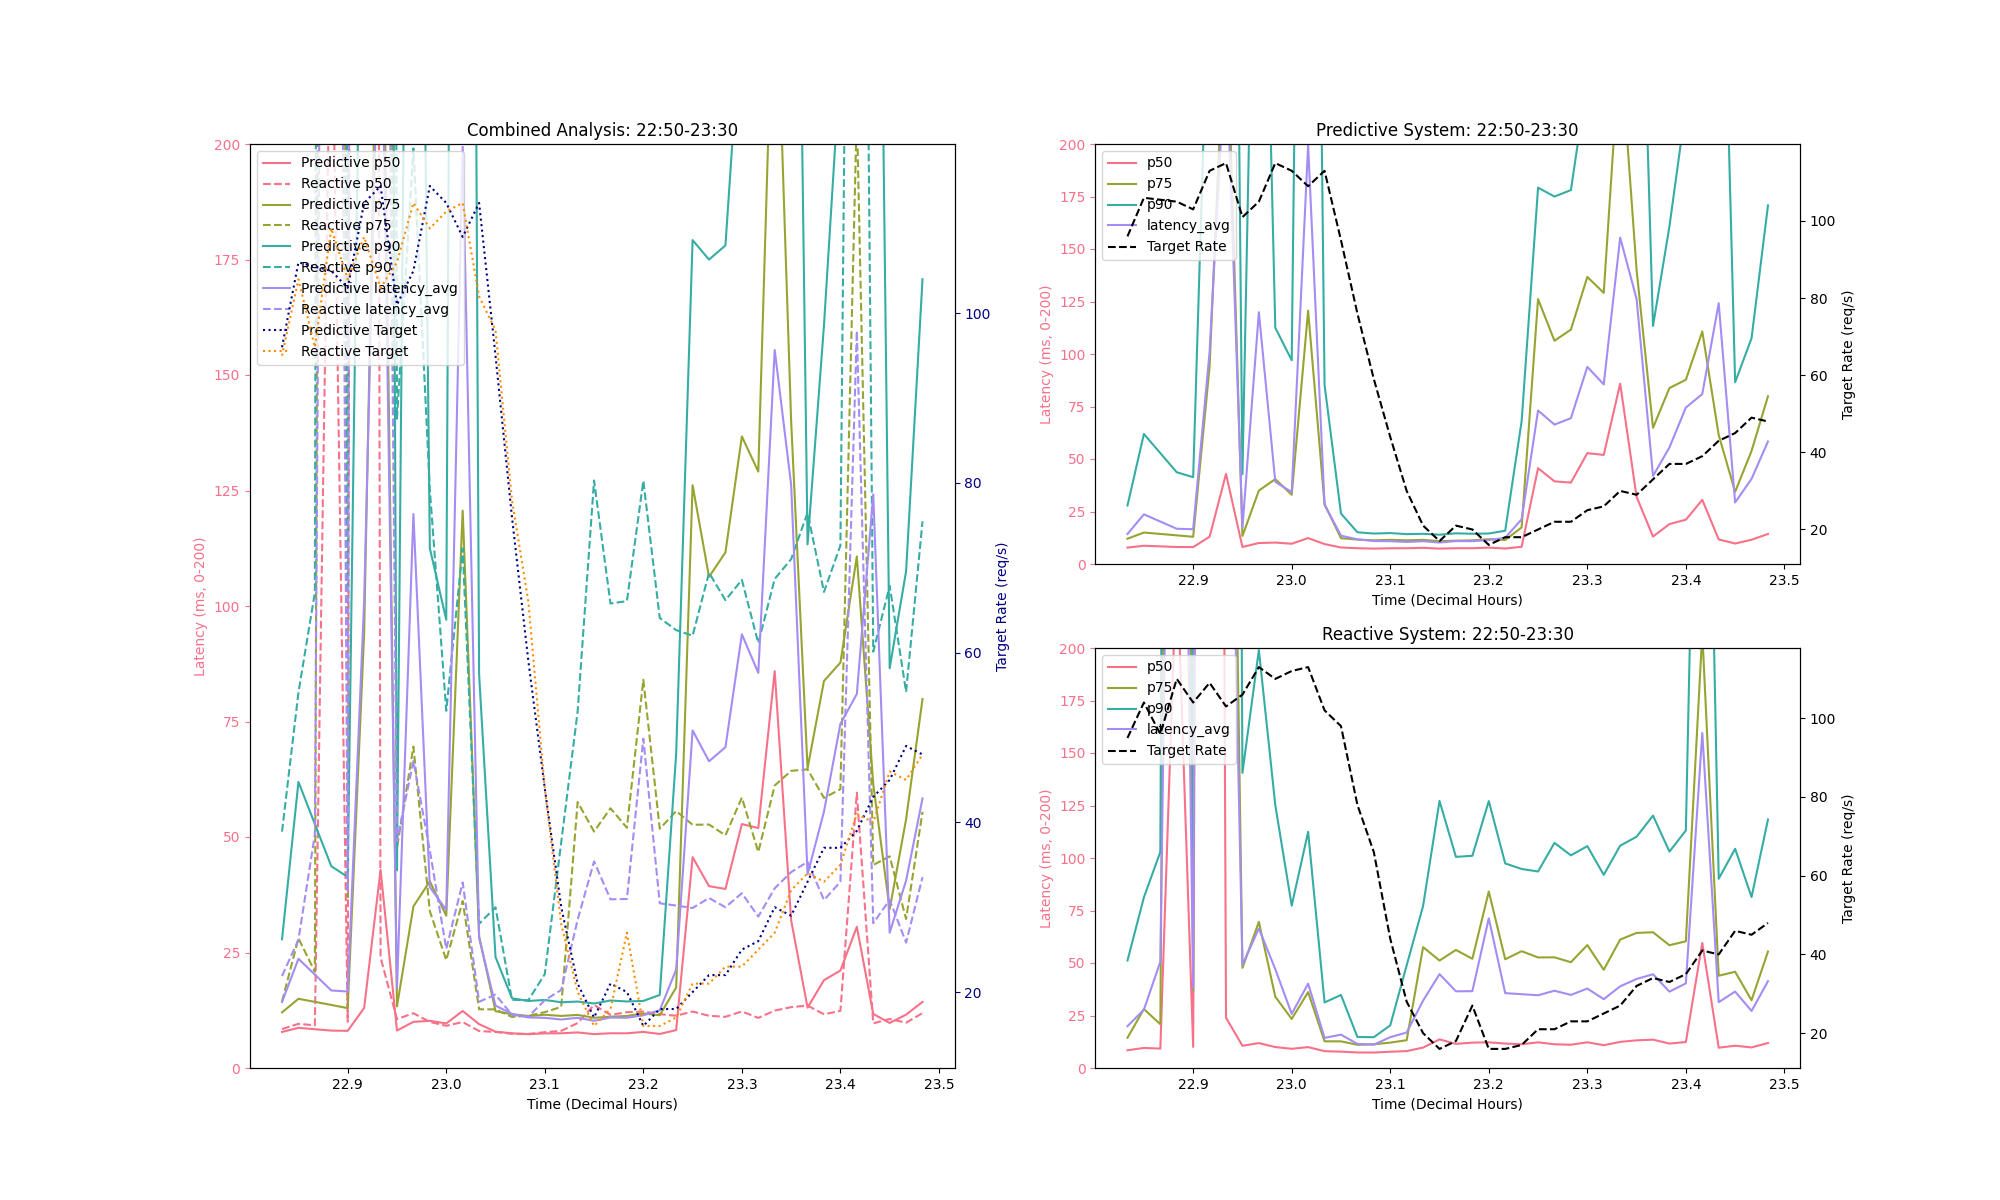 Combined Analysis: 22:50-23:30
200
175
150
125
100
75
50
25
0
Latency (ms, 0-200)
Predictive p50
Reactive p50
Predictive p75
Reactive p75
Predictive p90
Reactive p90
Predictive latency_avg
Reactive latency_avg
Predictive Target
Reactive Target
100
80
60
40
20
Target Rate (req/s)
22.9 23.0 23.1 23.2 23.3 23.4 23.5
Time (Decimal Hours)
Predictive System: 22:50-23:30
200
175
150
125
100
75
50
25
0
Latency (ms, 0-200)
p50
p75
p90
latency_avg
Target Rate
100
80
60
40
20
Target Rate (req/s)
22.9 23.0 23.1 23.2 23.3 23.4 23.5
Time (Decimal Hours)
Reactive System: 22:50-23:30
200
175
150
125
100
75
50
25
0
Latency (ms, 0-200)
p50
p75
p90
latency_avg
Target Rate
100
80
60
40
20
Target Rate (req/s)
22.9 23.0 23.1 23.2 23.3 23.4 23.5
Time (Decimal Hours)